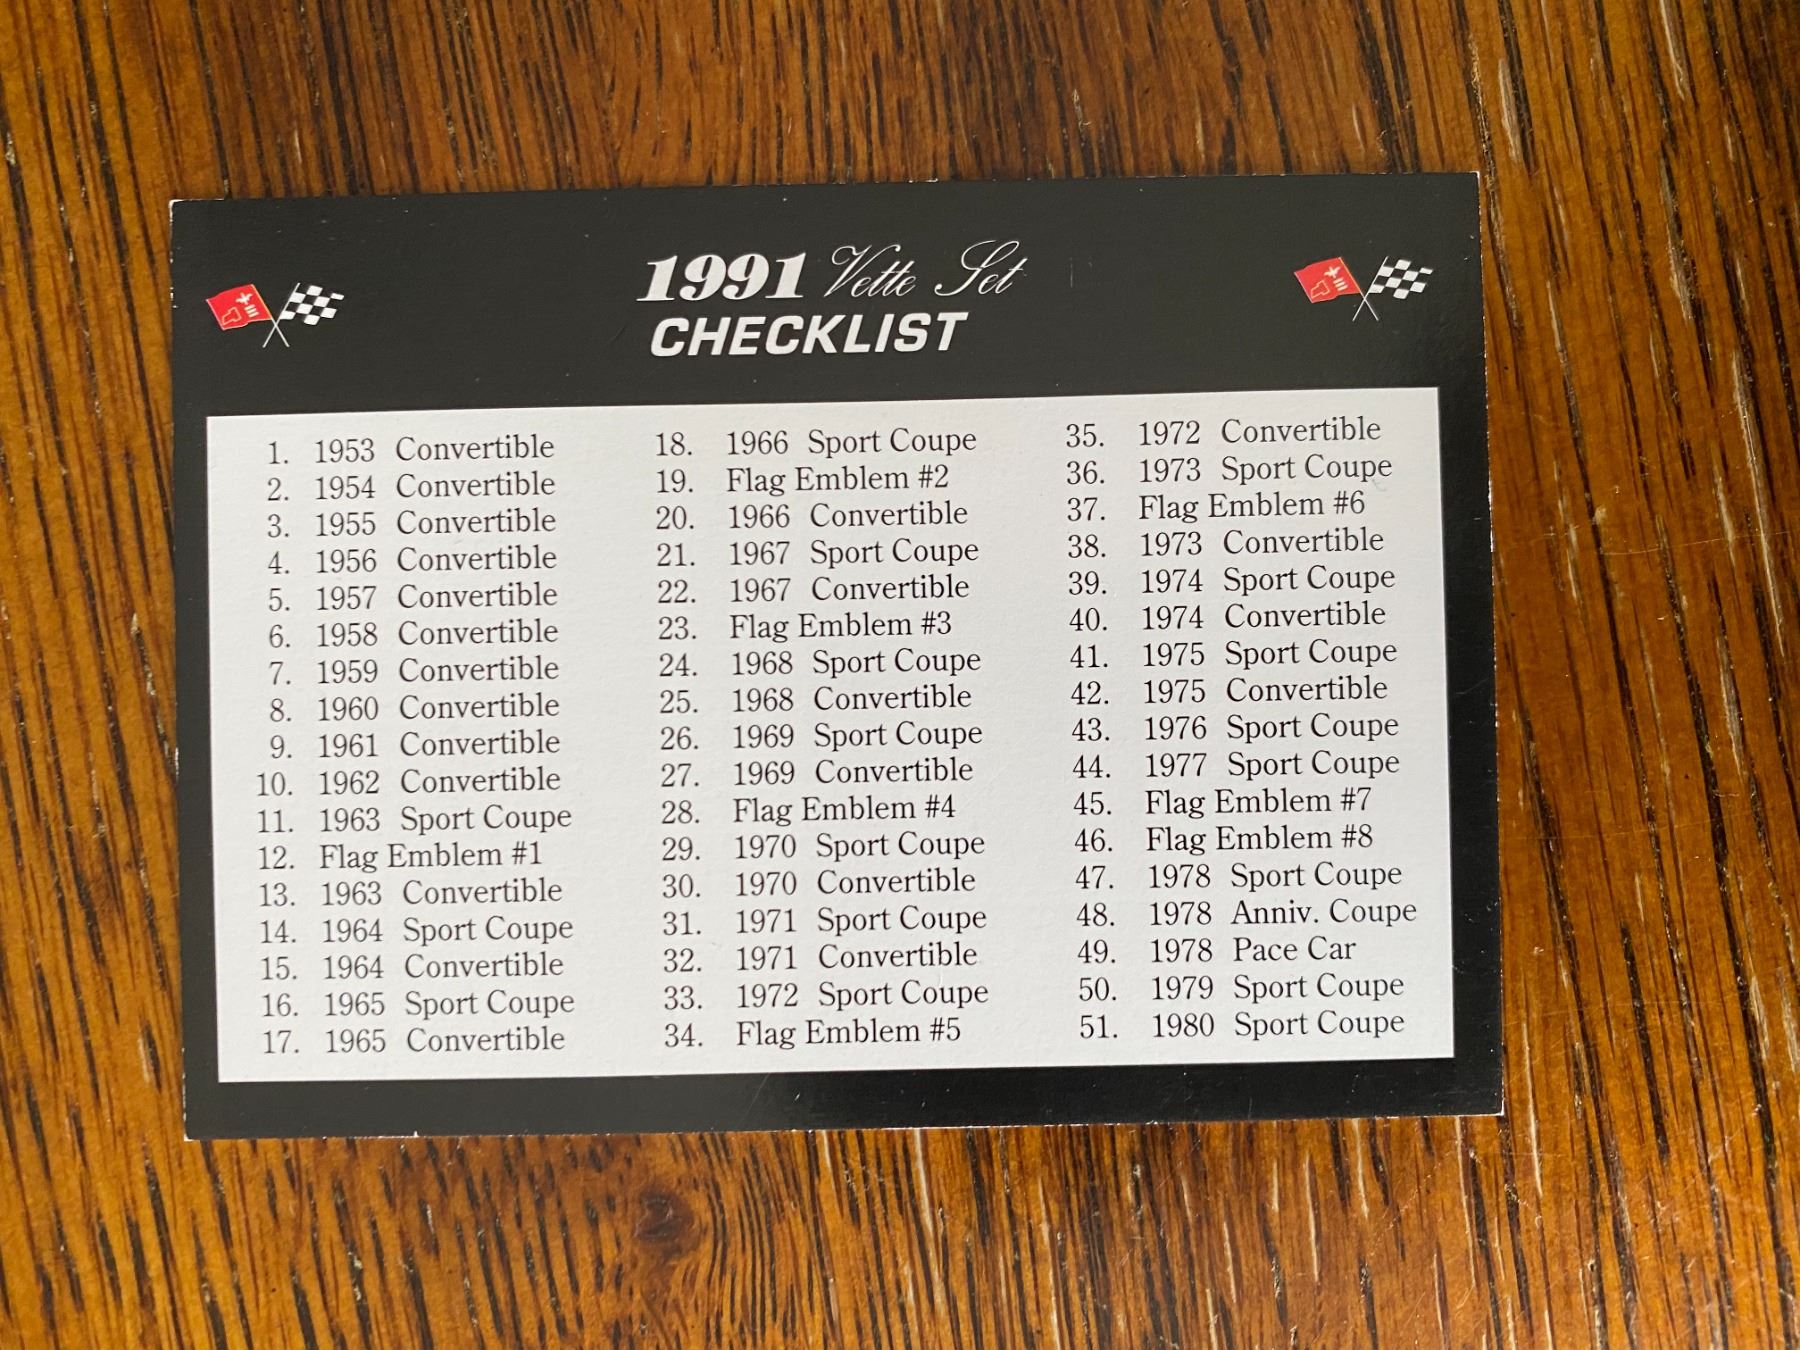 1991 Vette Set
CHECKLIST
1. 1953 Convertible
2. 1954 Convertible
3. 1955 Convertible
4. 1956 Convertible
5. 1957 Convertible
6. 1958 Convertible
7. 1959 Convertible
8. 1960 Convertible
9. 1961 Convertible
10. 1962 Convertible
11. 1963 Sport Coupe
12. Flag Emblem #1
13. 1963 Convertible
14. 1964 Sport Coupe
15. 1964 Convertible
16. 1965 Sport Coupe
17. 1965 Convertible
18. 1966 Sport Coupe
19. Flag Emblem #2
20. 1966 Convertible
21. 1967 Sport Coupe
22. 1967 Convertible
23. Flag Emblem #3
24. 1968 Sport Coupe
25. 1968 Convertible
26. 1969 Sport Coupe
27. 1969 Convertible
28. Flag Emblem #4
29. 1970 Sport Coupe
30. 1970 Convertible
31. 1971 Sport Coupe
32. 1971 Convertible
33. 1972 Sport Coupe
34. Flag Emblem #5
35. 1972 Convertible
36. 1973 Sport Coupe
37. Flag Emblem #6
38. 1973 Convertible
39. 1974 Sport Coupe
40. 1974 Convertible
41. 1975 Sport Coupe
42. 1975 Convertible
43. 1976 Sport Coupe
44. 1977 Sport Coupe
45. Flag Emblem #7
46. Flag Emblem #8
47. 1978 Sport Coupe
48. 1978 Anniv. Coupe
49. 1978 Pace Car
50. 1979 Sport Coupe
51. 1980 Sport Coupe